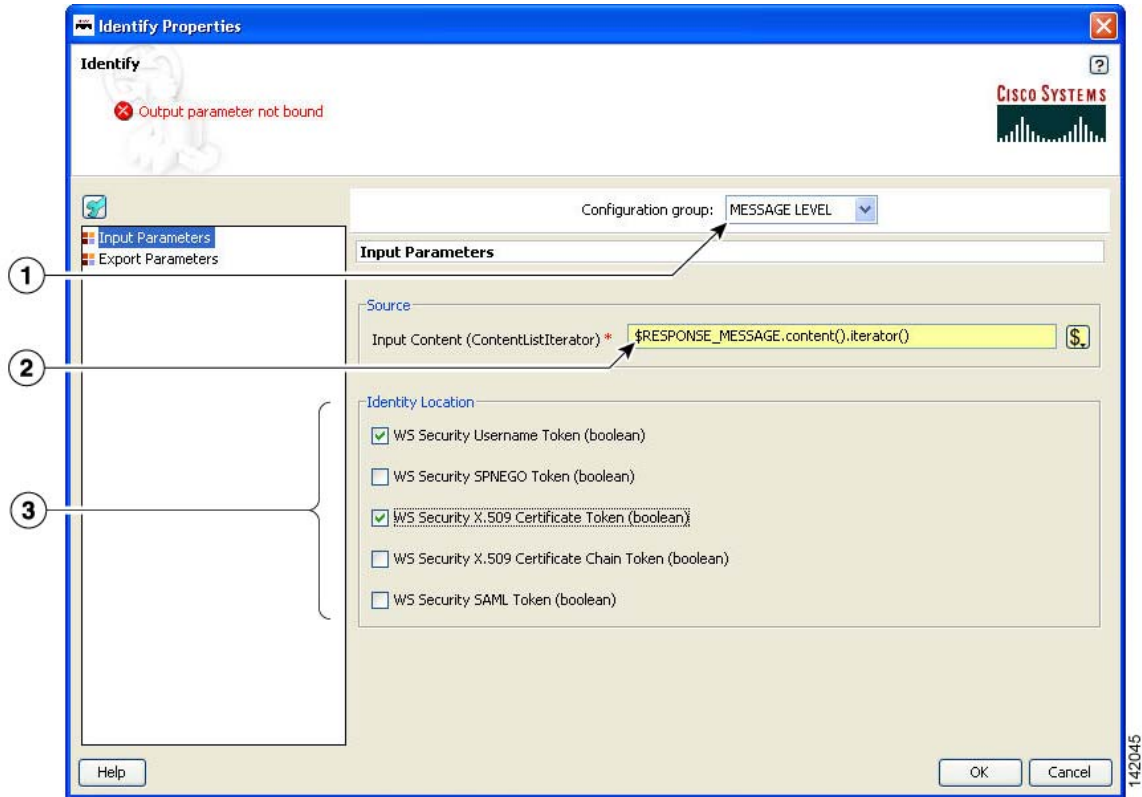 Identify Properties
Identify
Output parameter not bound
CISCO SYSTEMS
Configuration group: MESSAGE LEVEL
Input Parameters
Export Parameters
Input Parameters
1
Source
Input Content (ContentListIterator) * $RESPONSE_MESSAGE.content().iterator() $
2
Identity Location
WS Security Username Token (boolean)
WS Security SPNEGO Token (boolean)
3
WS Security X.509 Certificate Token (boolean)
WS Security X.509 Certificate Chain Token (boolean)
WS Security SAML Token (boolean)
Help
OK
Cancel
142045